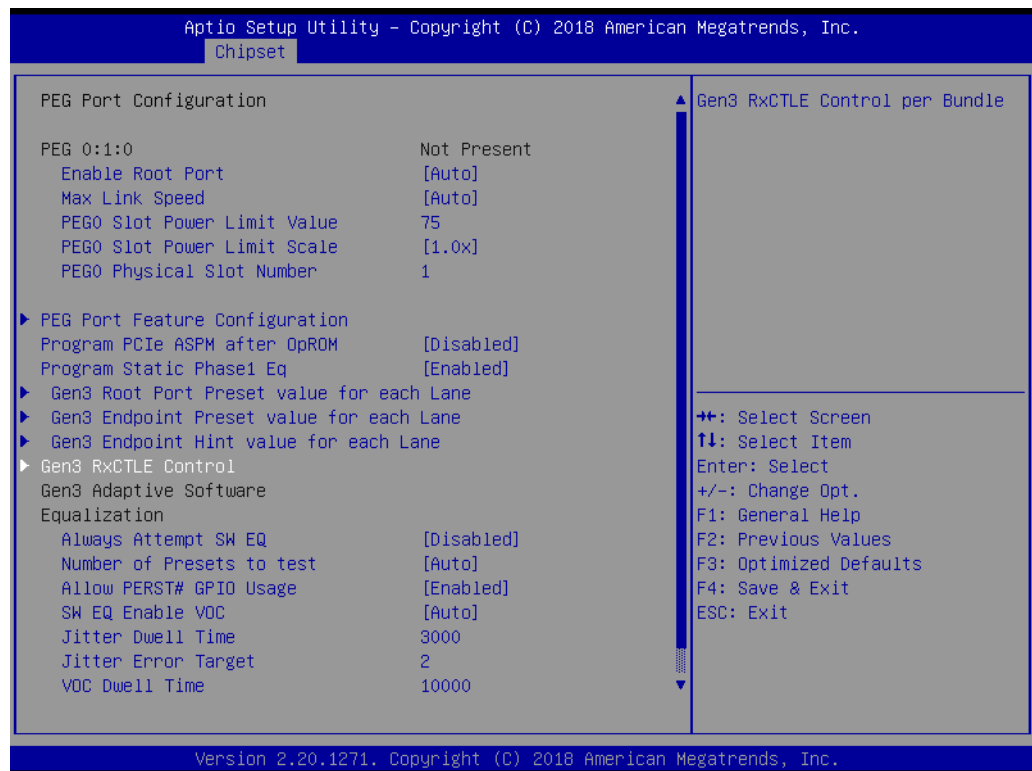 Aptio Setup Utility – Copyright (C) 2018 American Megatrends, Inc.
Chipset
PEG Port Configuration
PEG 0:1:0 Not Present
Enable Root Port [Auto]
Max Link Speed [Auto]
PEG0 Slot Power Limit Value 75
PEG0 Slot Power Limit Scale [1.0x]
PEG0 Physical Slot Number 1
PEG Port Feature Configuration
Program PCIe ASPM after OpROM [Disabled]
Program Static Phase1 Eq [Enabled]
Gen3 Root Port Preset value for each Lane
Gen3 Endpoint Preset value for each Lane
Gen3 Endpoint Hint value for each Lane
Gen3 RxCTLE Control
Gen3 Adaptive Software
Equalization
Always Attempt SW EQ [Disabled]
Number of Presets to test [Auto]
Allow PERST# GPIO Usage [Enabled]
SW EQ Enable VOC [Auto]
Jitter Dwell Time 3000
Jitter Error Target 2
VOC Dwell Time 10000
Gen3 RxCTLE Control per Bundle
→←: Select Screen
↑↓: Select Item
Enter: Select
+/-: Change Opt.
F1: General Help
F2: Previous Values
F3: Optimized Defaults
F4: Save & Exit
ESC: Exit
Version 2.20.1271. Copyright (C) 2018 American Megatrends, Inc.